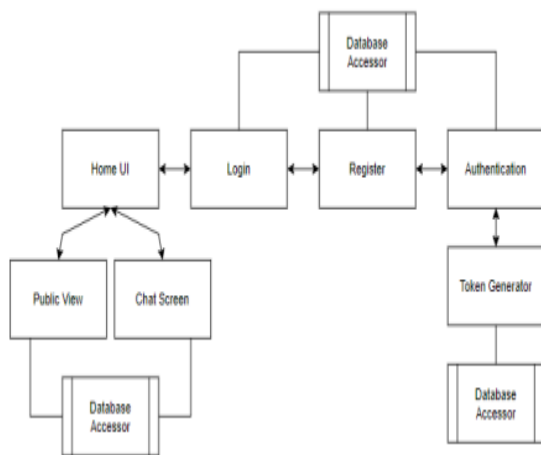 Database
Accessor
Home UI
Login
Register
Authentication
Public View
Chat Screen
Token Generator
Database
Accessor
Database
Accessor